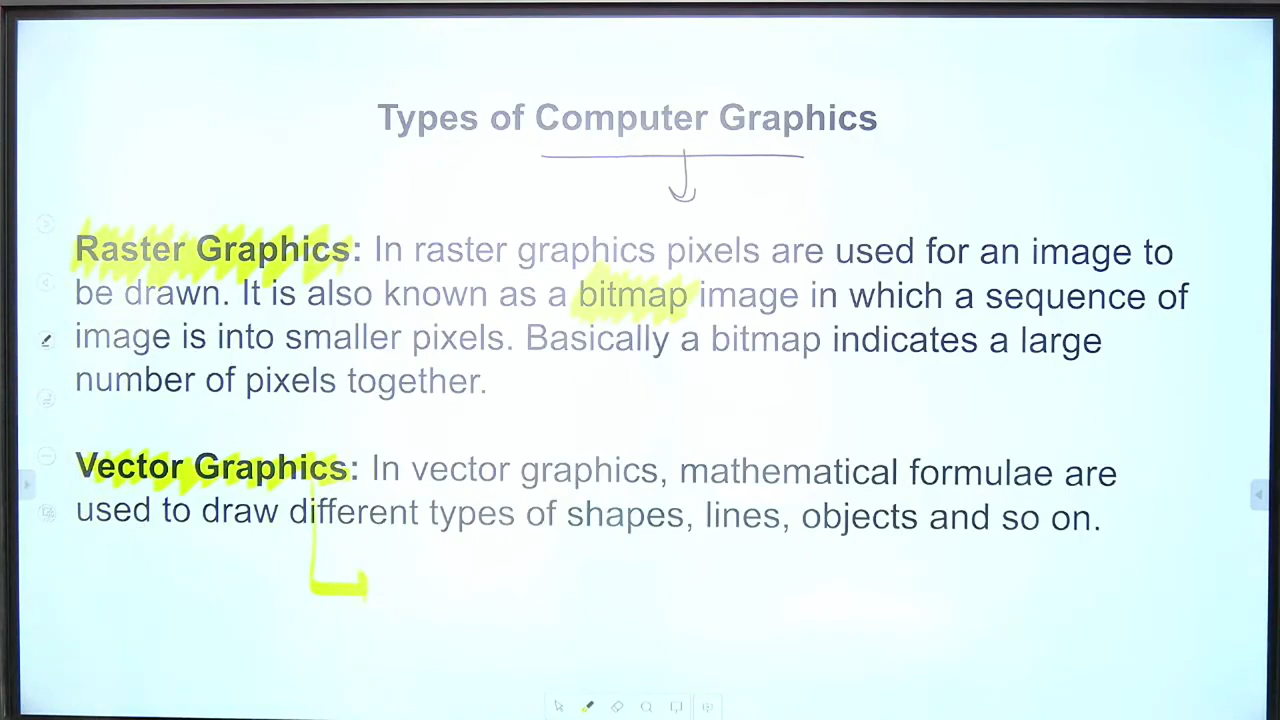 Types of Computer Graphics
Raster Graphics: In raster graphics pixels are used for an image to
be drawn. It is also known as a bitmap image in which a sequence of
image is into smaller pixels. Basically a bitmap indicates a large
number of pixels together.
Vector Graphics: In vector graphics, mathematical formulae are
used to draw different types of shapes, lines, objects and so on.